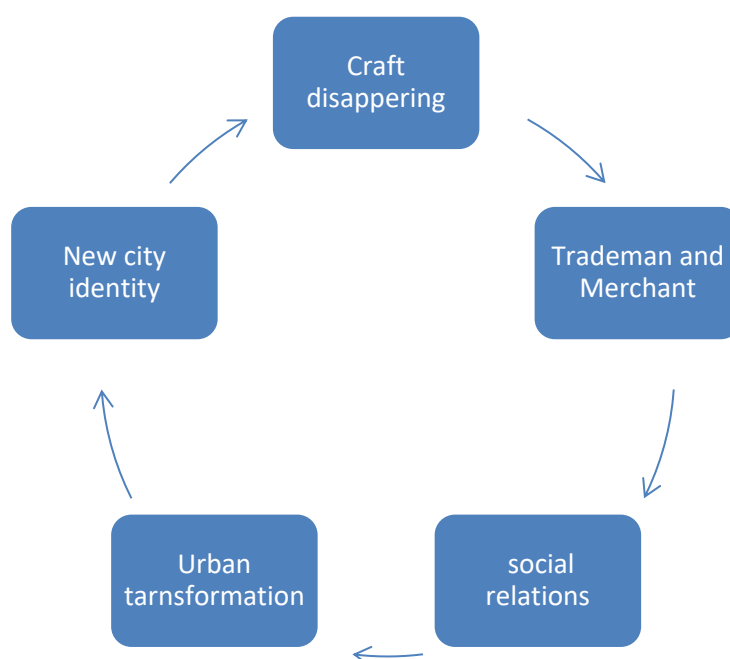 Craft
disappering
Trademan and
Merchant
social
relations
Urban
tarnsformation
New city
identity